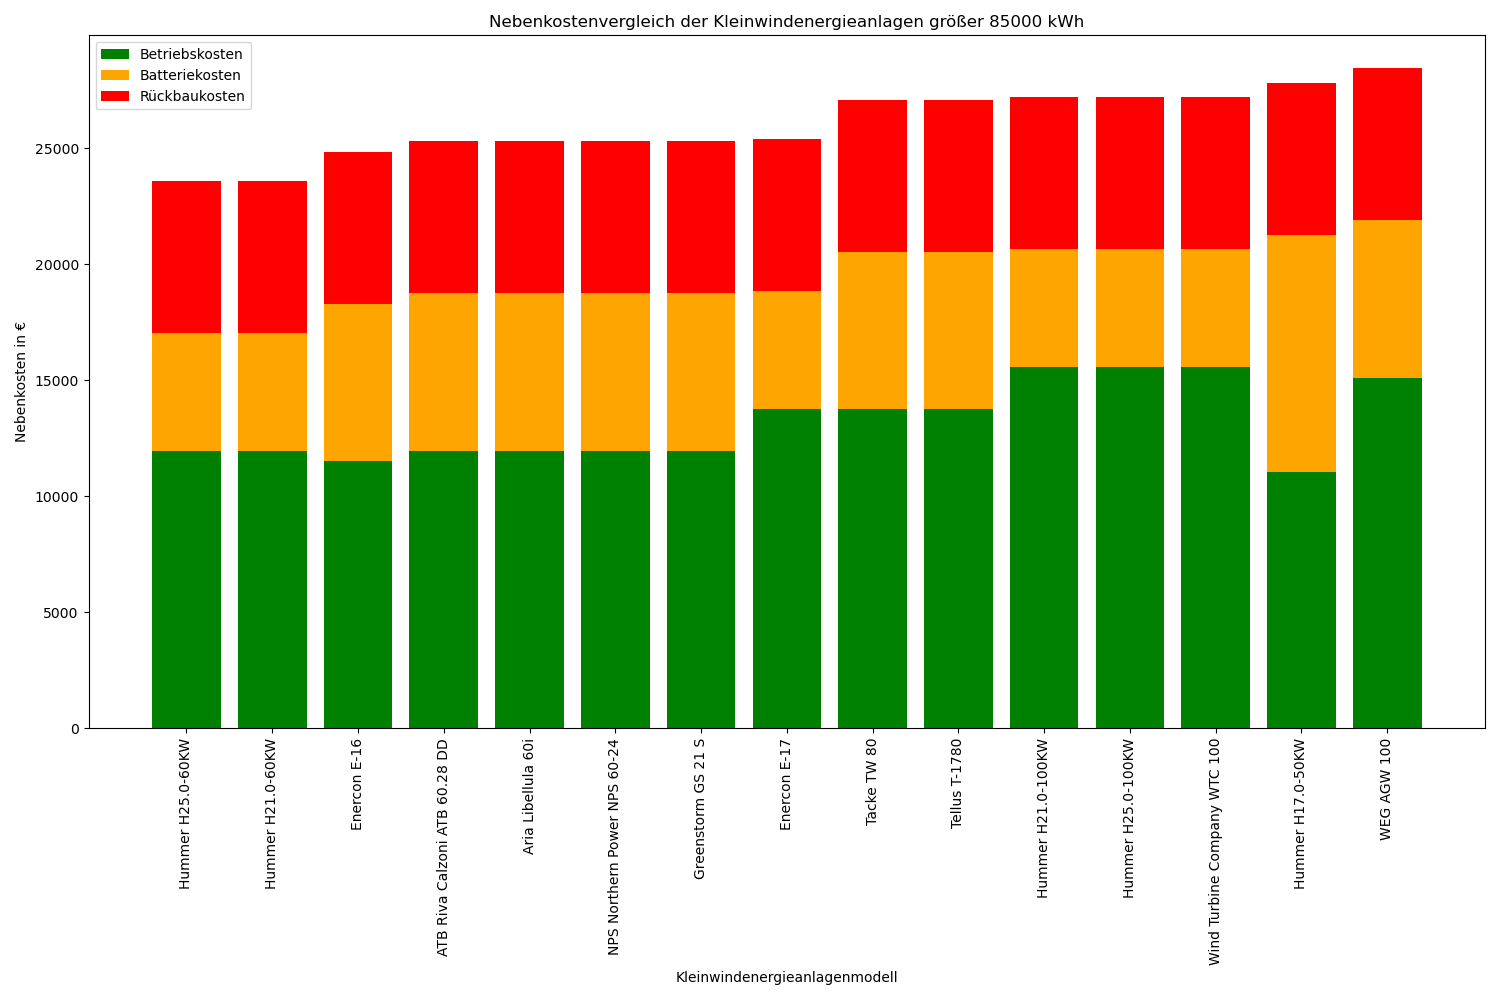 Nebenkostenvergleich der Kleinwindenergieanlagen größer 85000 kWh
Betriebskosten
Batteriekosten
Rückbaukosten
Nebenkosten in €
25000
20000
15000
10000
5000
0
Hummer H25.0-60KW
Hummer H21.0-60KW
Enercon E-16
ATB Riva Calzoni ATB 60.28 DD
Aria Libellula 60i
NPS Northern Power NPS 60-24
Greenstorm GS 21 S
Enercon E-17
Tacke TW 80
Tellus T-1780
Hummer H21.0-100KW
Hummer H25.0-100KW
Wind Turbine Company WTC 100
Hummer H17.0-50KW
WEG AGW 100
Kleinwindenergieanlagenmodell